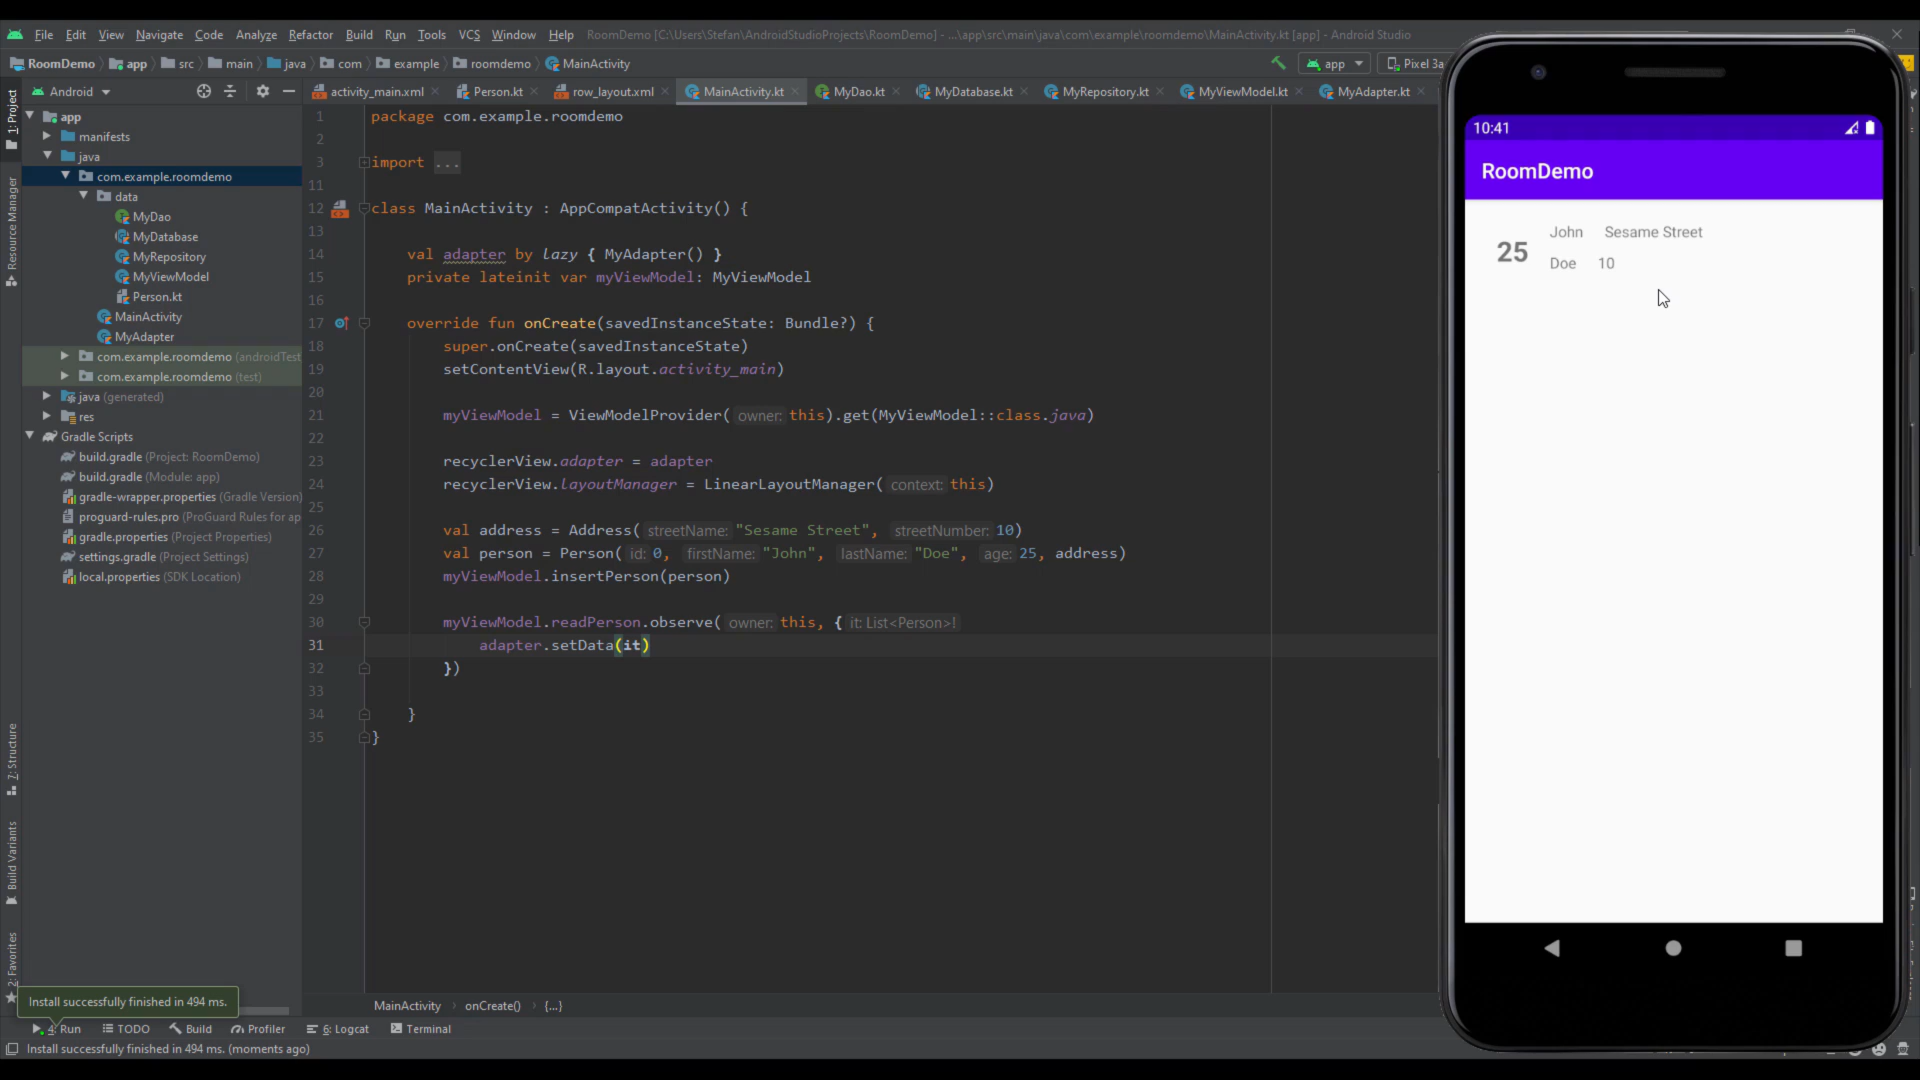 File Edit View Navigate Code Analyze Refactor Build Run Tools VCS Window Help RoomDemo [C:\Users\Stefan\AndroidStudioProjects\RoomDemo] - ...\app\src\main\java\com\example\roomdemo\MainActivity.kt [app] - Android Studio
RoomDemo app src main java com example roomdemo MainActivity app Pixel 3a
Android
activity_main.xml Person.kt row_layout.xml MainActivity.kt MyDao.kt MyDatabase.kt MyRepository.kt MyViewModel.kt MyAdapter.kt
1: Project
Resource Manager
7: Structure
Build Variants
2: Favorites
app
manifests
java
com.example.roomdemo
data
MyDao
MyDatabase
MyRepository
MyViewModel
Person.kt
MainActivity
MyAdapter
com.example.roomdemo (androidTest
com.example.roomdemo (test)
java (generated)
res
Gradle Scripts
build.gradle (Project: RoomDemo)
build.gradle (Module: app)
gradle-wrapper.properties (Gradle Version)
proguard-rules.pro (ProGuard Rules for ap
gradle.properties (Project Properties)
settings.gradle (Project Settings)
local.properties (SDK Location)
1 package com.example.roomdemo
2
3 import ...
11
12 class MainActivity : AppCompatActivity() {
13
14 val adapter by lazy { MyAdapter() }
15 private lateinit var myViewModel: MyViewModel
16
17 override fun onCreate(savedInstanceState: Bundle?) {
18 super.onCreate(savedInstanceState)
19 setContentView(R.layout.activity_main)
20
21 myViewModel = ViewModelProvider( owner: this).get(MyViewModel::class.java)
22
23 recyclerView.adapter = adapter
24 recyclerView.layoutManager = LinearLayoutManager( context: this)
25
26 val address = Address( streetName: "Sesame Street", streetNumber: 10)
27 val person = Person( id: 0, firstName: "John", lastName: "Doe", age: 25, address)
28 myViewModel.insertPerson(person)
29
30 myViewModel.readPerson.observe( owner: this, { it: List<Person>!
31 adapter.setData(it)
32 })
33
34 }
35 }
MainActivity onCreate() {...}
10:41
RoomDemo
25 John Sesame Street
Doe 10
Install successfully finished in 494 ms.
4: Run TODO Build Profiler 6: Logcat Terminal
Install successfully finished in 494 ms. (moments ago)